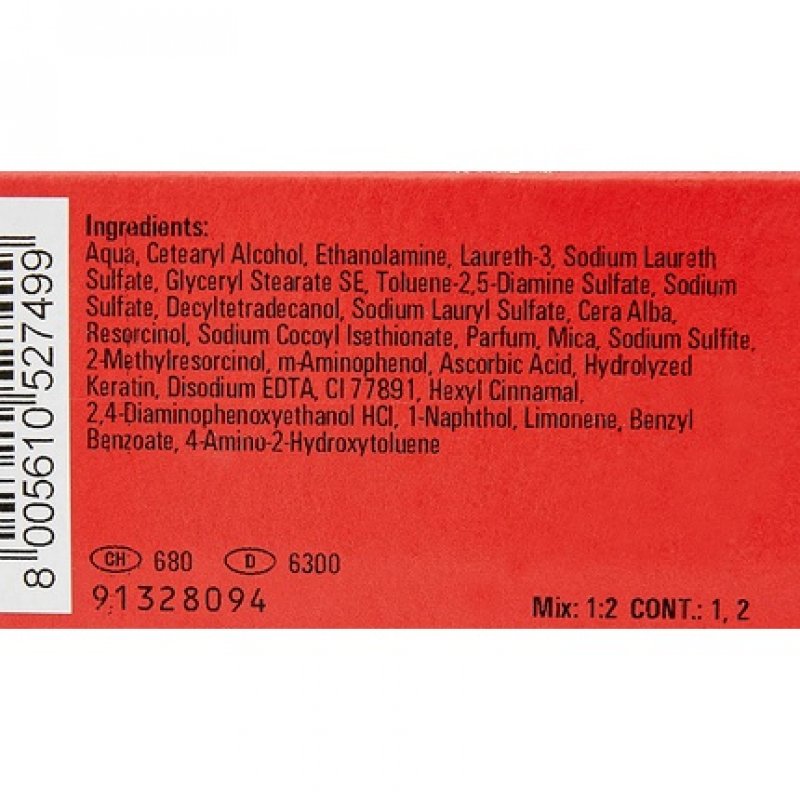 Ingredients:
Aqua, Cetearyl Alcohol, Ethanolamine, Laureth-3, Sodium Laureth
Sulfate, Glyceryl Stearate SE, Toluene-2,5-Diamine Sulfate, Sodium
Sulfate, Decyltetradecanol, Sodium Lauryl Sulfate, Cera Alba,
Resorcinol, Sodium Cocoyl Isethionate, Parfum, Mica, Sodium Sulfite,
2-Methylresorcinol, m-Aminophenol, Ascorbic Acid, Hydrolyzed
Keratin, Disodium EDTA, CI 77891, Hexyl Cinnamal,
2,4-Diaminophenoxyethanol HCl, 1-Naphthol, Limonene, Benzyl
Benzoate, 4-Amino-2-Hydroxytoluene
CH 680 D 6300
91328094
Mix: 1:2 CONT.: 1, 2
8 005610 527499